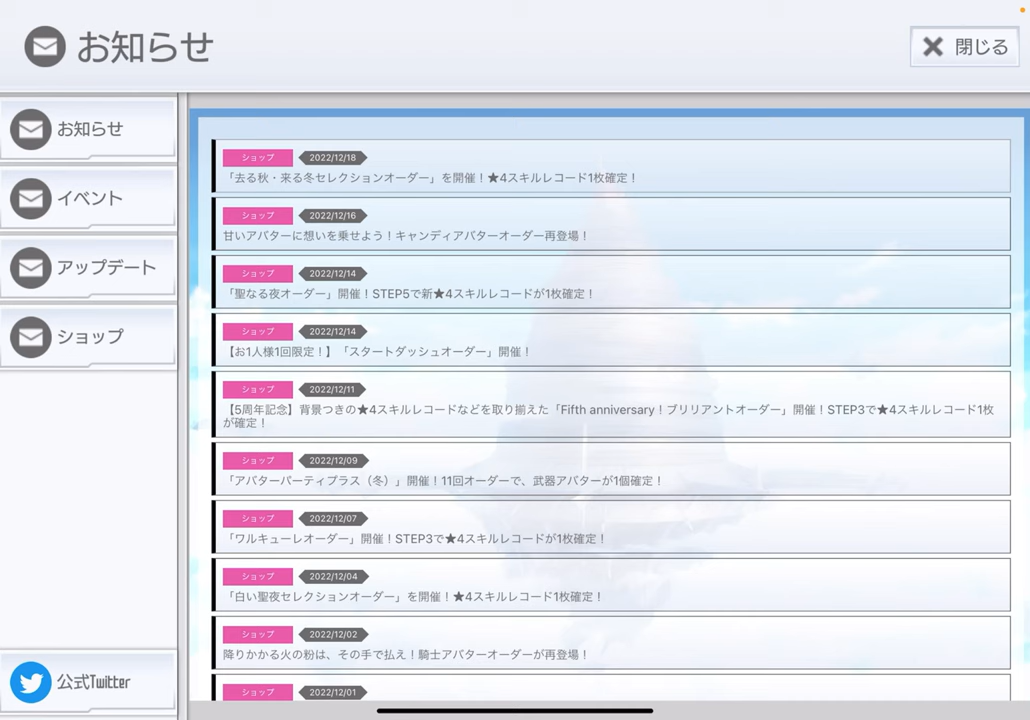 お知らせ
閉じる
お知らせ
イベント
アップデート
ショップ
公式Twitter
ショップ 2022/12/18
「去る秋・来る冬セレクションオーダー」を開催！★4スキルレコード1枚確定！
ショップ 2022/12/16
甘いアバターに想いを乗せよう！キャンディアバターオーダー再登場！
ショップ 2022/12/14
「聖なる夜オーダー」開催！STEP5で新★4スキルレコードが1枚確定！
ショップ 2022/12/14
【お1人様1回限定！】「スタートダッシュオーダー」開催！
ショップ 2022/12/11
【5周年記念】背景つきの★4スキルレコードなどを取り揃えた「Fifth anniversary！ブリリアントオーダー」開催！STEP3で★4スキルレコード1枚
が確定！
ショップ 2022/12/09
「アバターパーティプラス（冬）」開催！11回オーダーで、武器アバターが1個確定！
ショップ 2022/12/07
「ワルキューレオーダー」開催！STEP3で★4スキルレコードが1枚確定！
ショップ 2022/12/04
「白い聖夜セレクションオーダー」を開催！★4スキルレコード1枚確定！
ショップ 2022/12/02
降りかかる火の粉は、その手で払え！騎士アバターオーダーが再登場！
ショップ 2022/12/01